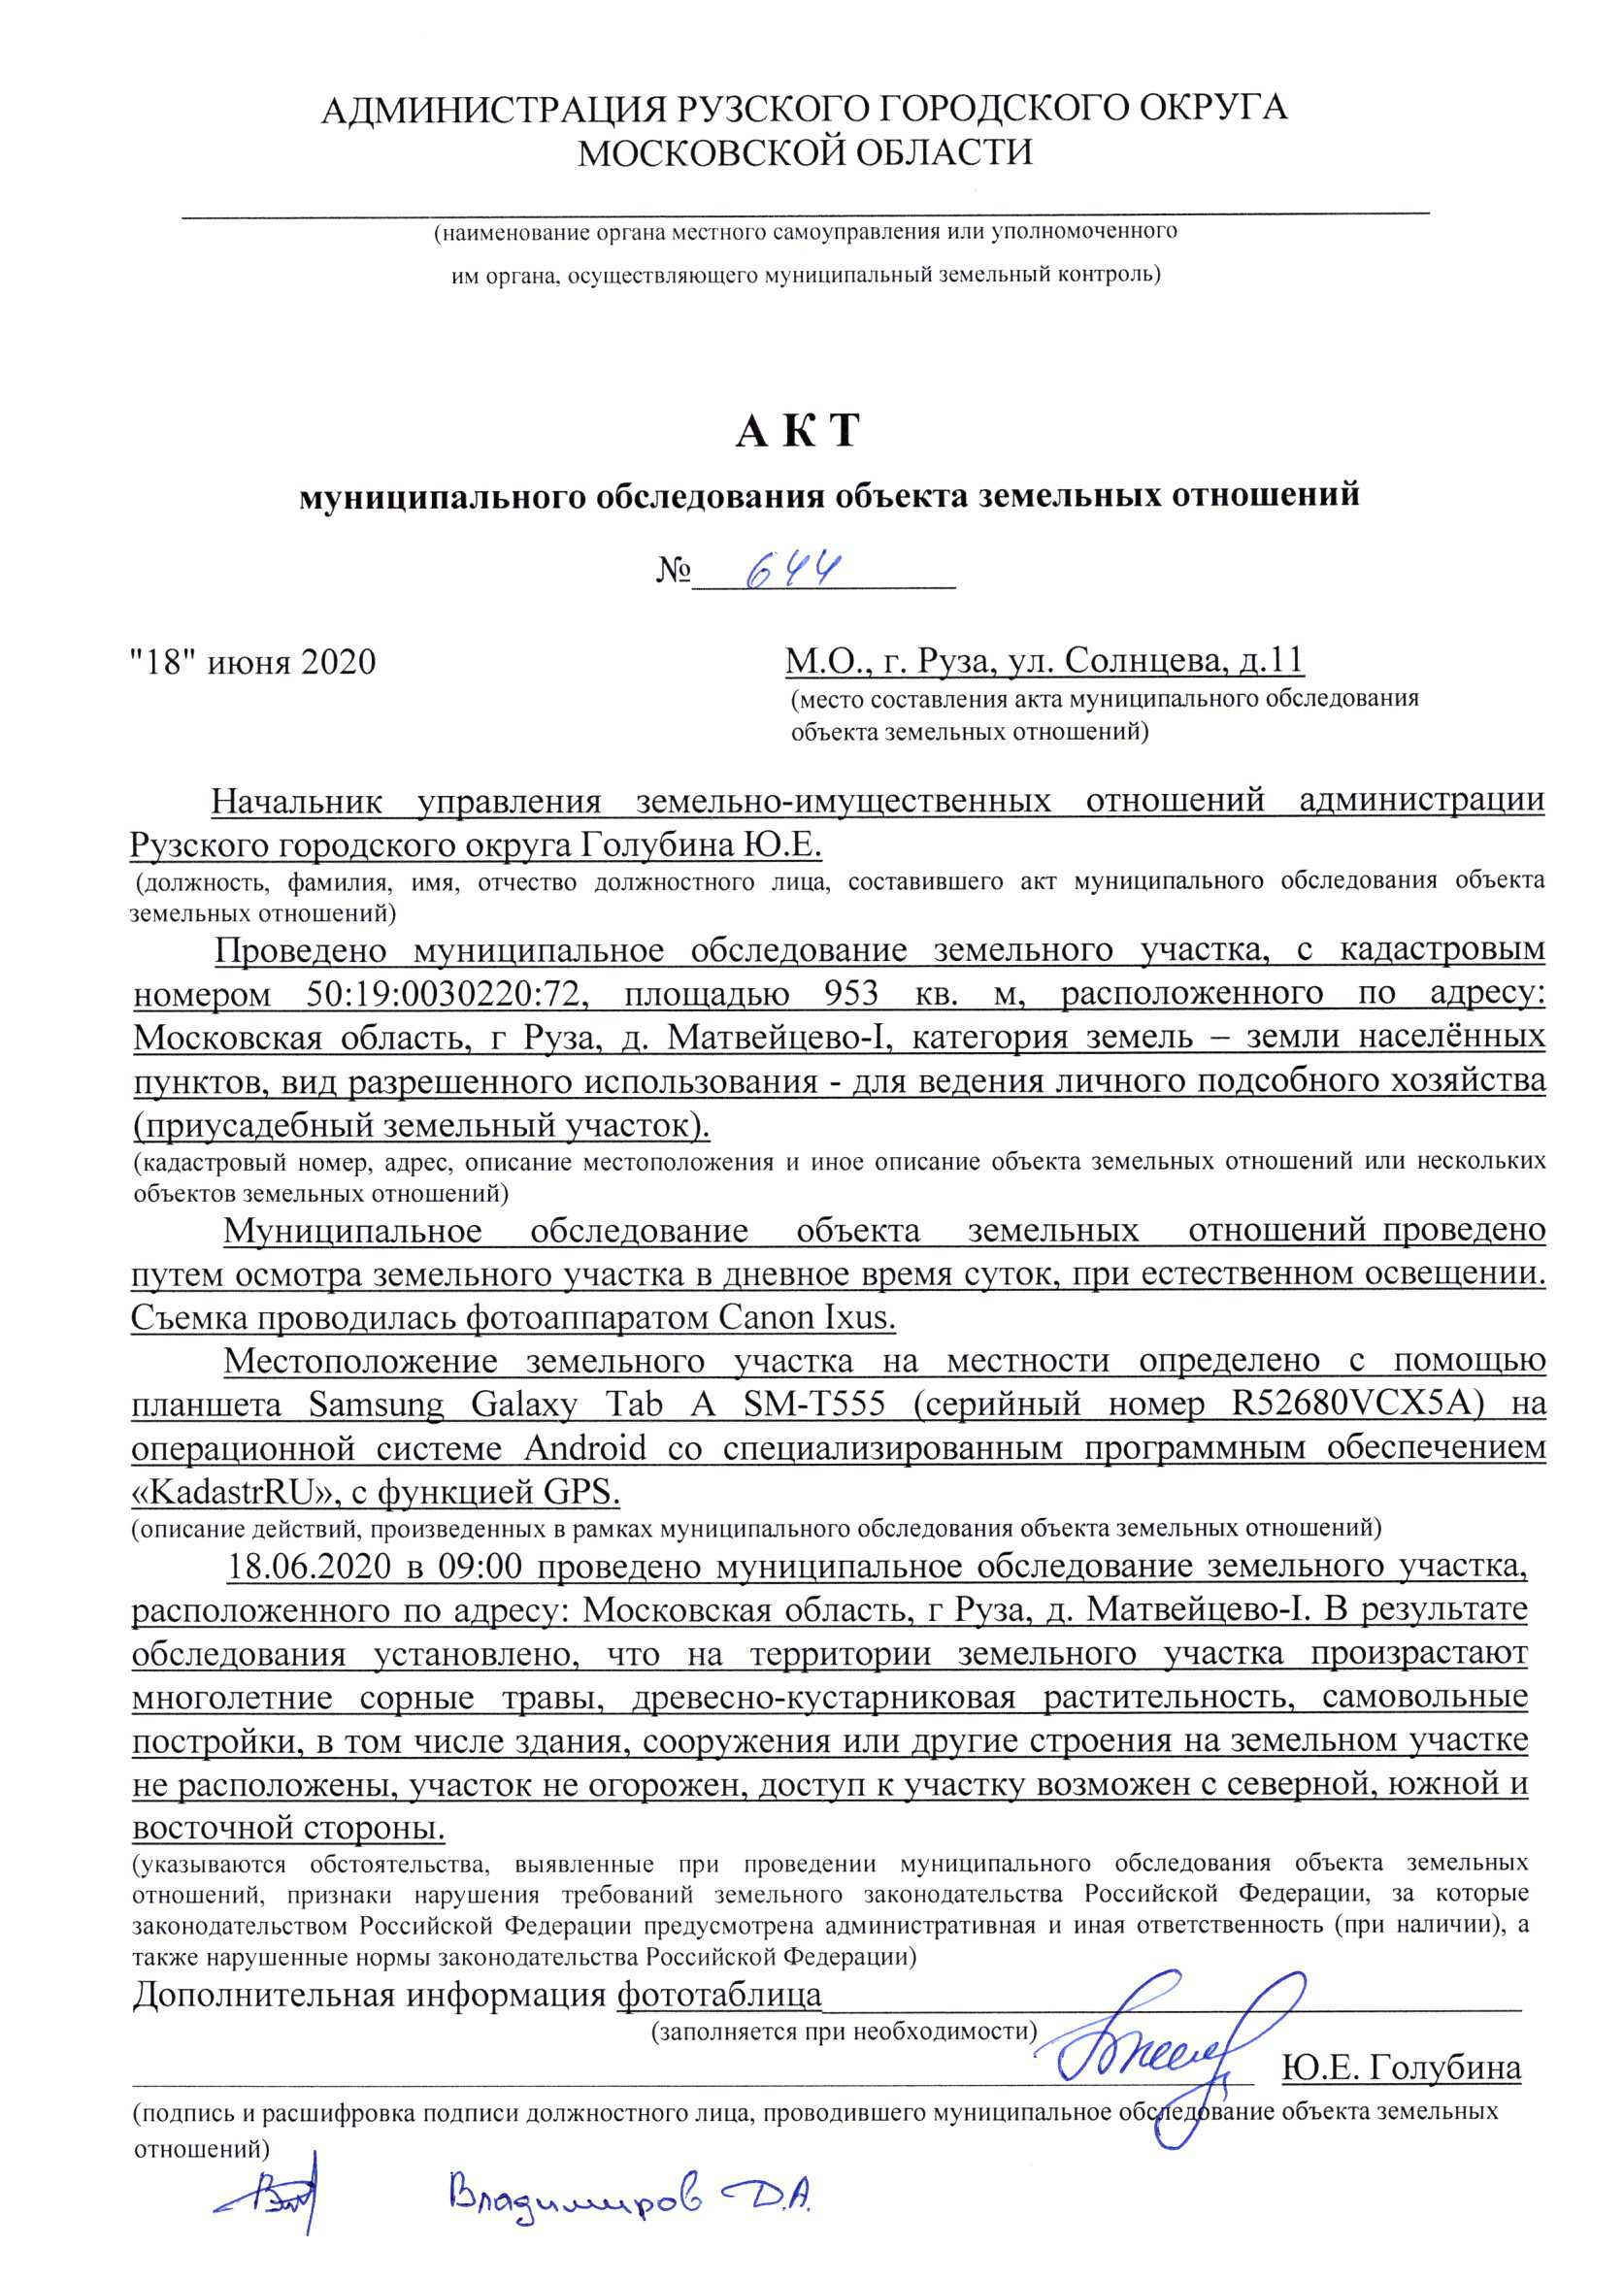 АДМИНИСТРАЦИЯ РУЗСКОГО ГОРОДСКОГО ОКРУГА
МОСКОВСКОЙ ОБЛАСТИ
(наименование органа местного самоуправления или уполномоченного
им органа, осуществляющего муниципальный земельный контроль)
А К Т
муниципального обследования объекта земельных отношений
№ 644
"18" июня 2020
М.О., г. Руза, ул. Солнцева, д.11
(место составления акта муниципального обследования
объекта земельных отношений)
Начальник управления земельно-имущественных отношений администрации
Рузского городского округа Голубина Ю.Е.
(должность, фамилия, имя, отчество должностного лица, составившего акт муниципального обследования объекта
земельных отношений)
Проведено муниципальное обследование земельного участка, с кадастровым
номером 50:19:0030220:72, площадью 953 кв. м, расположенного по адресу:
Московская область, г Руза, д. Матвейцево-I, категория земель – земли населённых
пунктов, вид разрешенного использования - для ведения личного подсобного хозяйства
(приусадебный земельный участок).
(кадастровый номер, адрес, описание местоположения и иное описание объекта земельных отношений или нескольких
объектов земельных отношений)
Муниципальное обследование объекта земельных отношений проведено
путем осмотра земельного участка в дневное время суток, при естественном освещении.
Съемка проводилась фотоаппаратом Canon Ixus.
Местоположение земельного участка на местности определено с помощью
планшета Samsung Galaxy Tab A SM-T555 (серийный номер R52680VCX5A) на
операционной системе Android со специализированным программным обеспечением
«KadastrRU», с функцией GPS.
(описание действий, произведенных в рамках муниципального обследования объекта земельных отношений)
18.06.2020 в 09:00 проведено муниципальное обследование земельного участка,
расположенного по адресу: Московская область, г Руза, д. Матвейцево-I. В результате
обследования установлено, что на территории земельного участка произрастают
многолетние сорные травы, древесно-кустарниковая растительность, самовольные
постройки, в том числе здания, сооружения или другие строения на земельном участке
не расположены, участок не огорожен, доступ к участку возможен с северной, южной и
восточной стороны.
(указываются обстоятельства, выявленные при проведении муниципального обследования объекта земельных
отношений, признаки нарушения требований земельного законодательства Российской Федерации, за которые
законодательством Российской Федерации предусмотрена административная и иная ответственность (при наличии), а
также нарушенные нормы законодательства Российской Федерации)
Дополнительная информация фототаблица
(заполняется при необходимости)
Ю.Е. Голубина
(подпись и расшифровка подписи должностного лица, проводившего муниципальное обследование объекта земельных
отношений)
Владимиров Д.А.